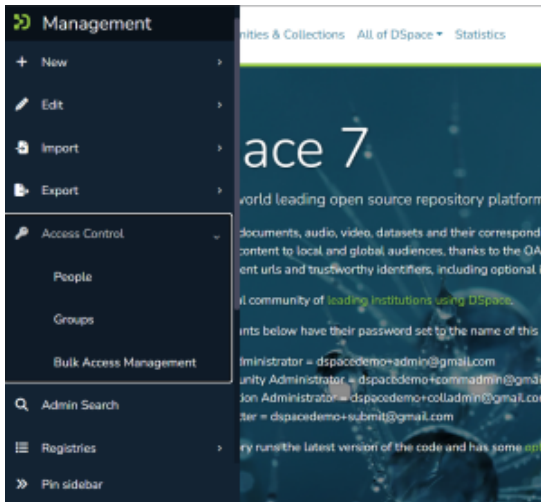 Management
New
Edit
Import
Export
Access Control
People
Groups
Bulk Access Management
Admin Search
Registries
Pin sidebar
nities & Collections All of DSpace Statistics
ace 7
world leading open source repository platform
documents, audio, video, datasets and their correspond
content to local and global audiences, thanks to the OA
ent urls and trustworthy identifiers, including optional
l community of leading institutions using DSpace.
nts below have their password set to the name of this
dministrator = dspacedemo+admin@gmail.com
unity Administrator = dspacedemo+commadmin@gmai
ion Administrator = dspacedemo+colladmin@gmail.co
tter = dspacedemo+submit@gmail.com
ry runs the latest version of the code and has some